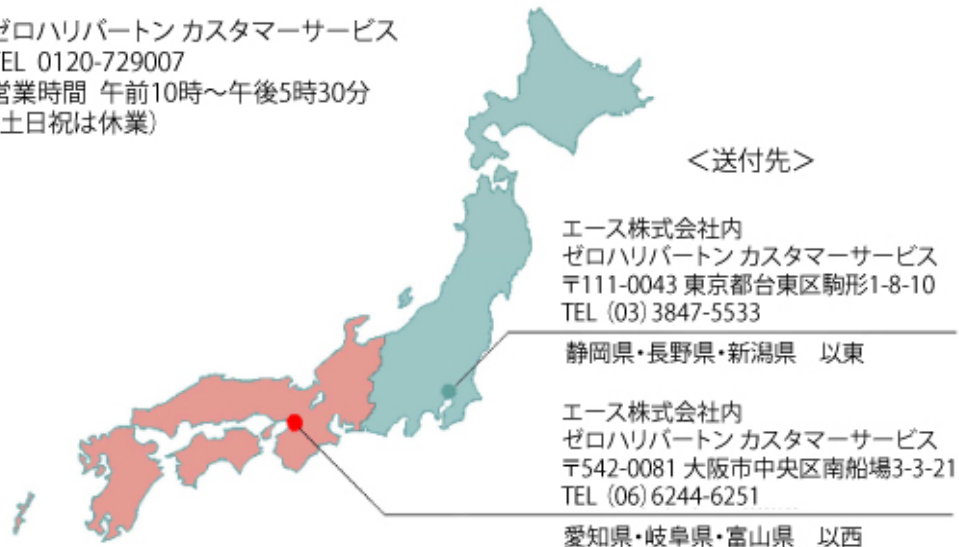 ゼロハリバートン カスタマーサービス
TEL 0120-729007
営業時間 午前10時～午後5時30分
（土日祝は休業）
＜送付先＞
エース株式会社内
ゼロハリバートン カスタマーサービス
〒111-0043 東京都台東区駒形1-8-10
TEL （03）3847-5533
静岡県・長野県・新潟県　以東
エース株式会社内
ゼロハリバートン カスタマーサービス
〒542-0081 大阪市中央区南船場3-3-21
TEL （06）6244-6251
愛知県・岐阜県・富山県　以西